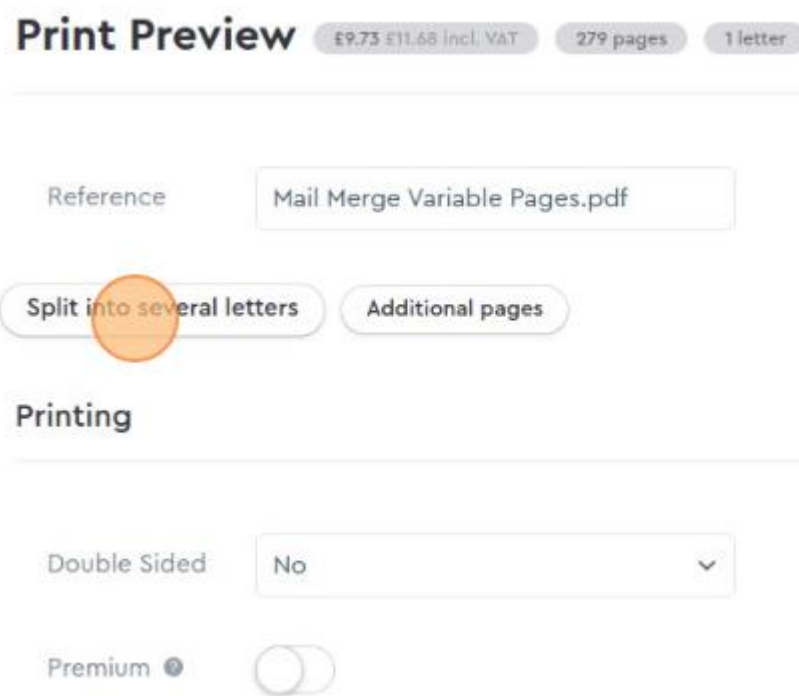 Print Preview £9.73 £11.68 incl. VAT 279 pages 1 letter
Reference Mail Merge Variable Pages.pdf
Split into several letters Additional pages
Printing
Double Sided No
Premium ?